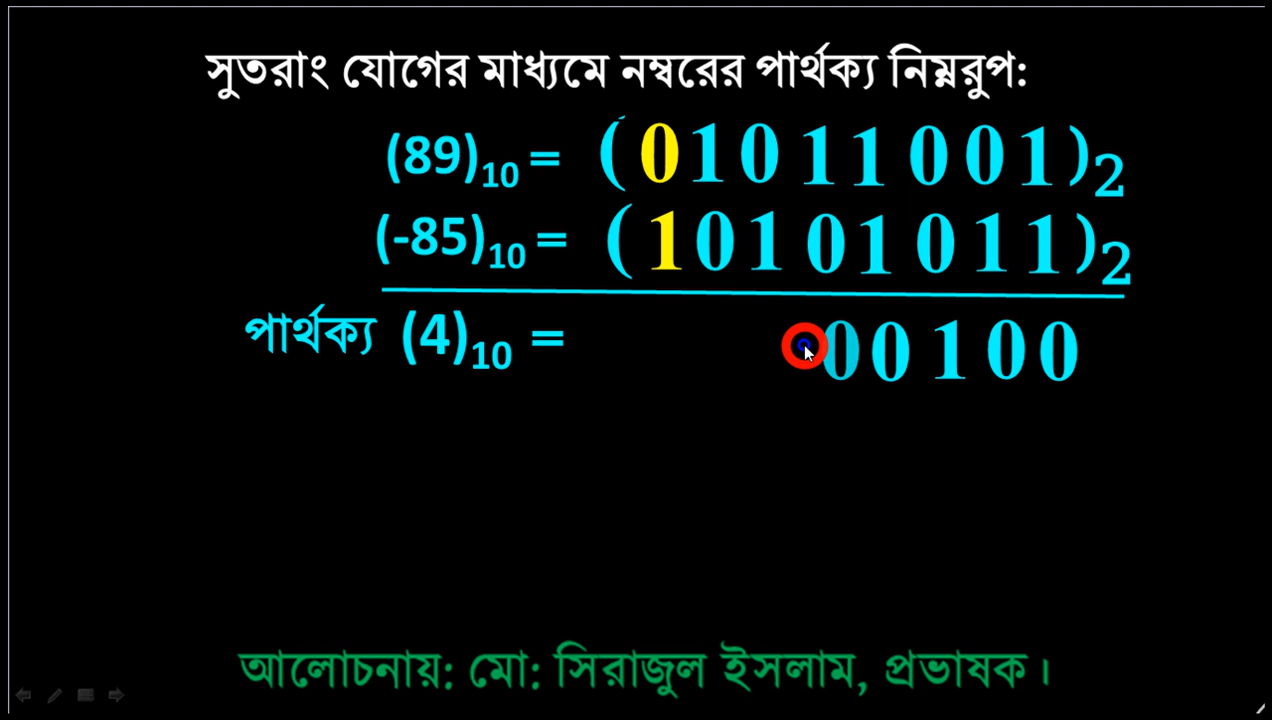 সুতরাং যোগের মাধ্যমে নম্বরের পার্থক্য নিম্নরুপ:
(89)₁₀ = (01011001)₂
(-85)₁₀ = (10101011)₂
পার্থক্য (4)₁₀ = 00100
আলোচনায়: মো: সিরাজুল ইসলাম, প্রভাষক।